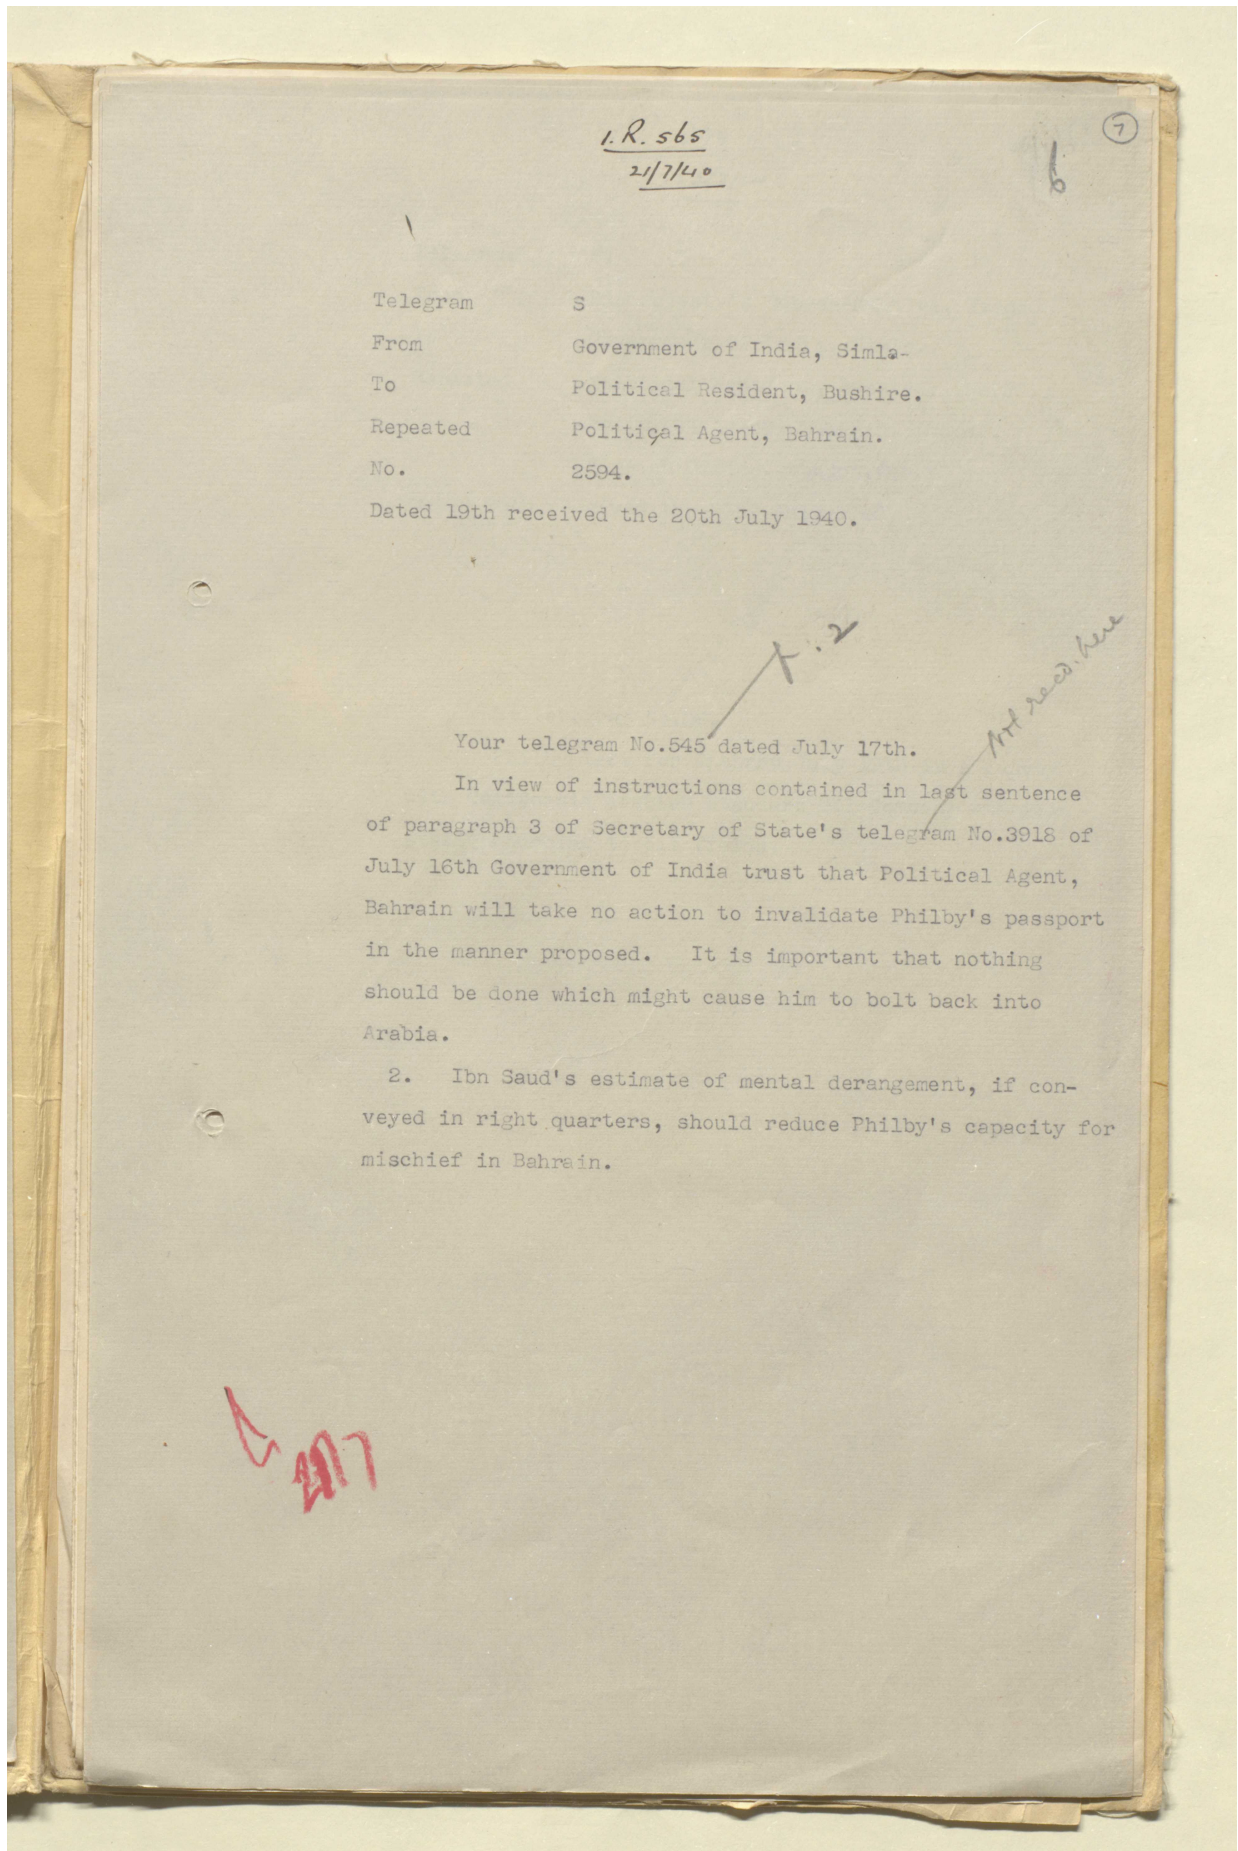 I.R. 565
21/7/40
7
6
Telegram S
From Government of India, Simla-
To Political Resident, Bushire.
Repeated Political Agent, Bahrain.
No. 2594.
Dated 19th received the 20th July 1940.
p. 2
Not recd. here
Your telegram No.545 dated July 17th.
In view of instructions contained in last sentence
of paragraph 3 of Secretary of State's telegram No.3918 of
July 16th Government of India trust that Political Agent,
Bahrain will take no action to invalidate Philby's passport
in the manner proposed. It is important that nothing
should be done which might cause him to bolt back into
Arabia.
2. Ibn Saud's estimate of mental derangement, if con-
veyed in right quarters, should reduce Philby's capacity for
mischief in Bahrain.